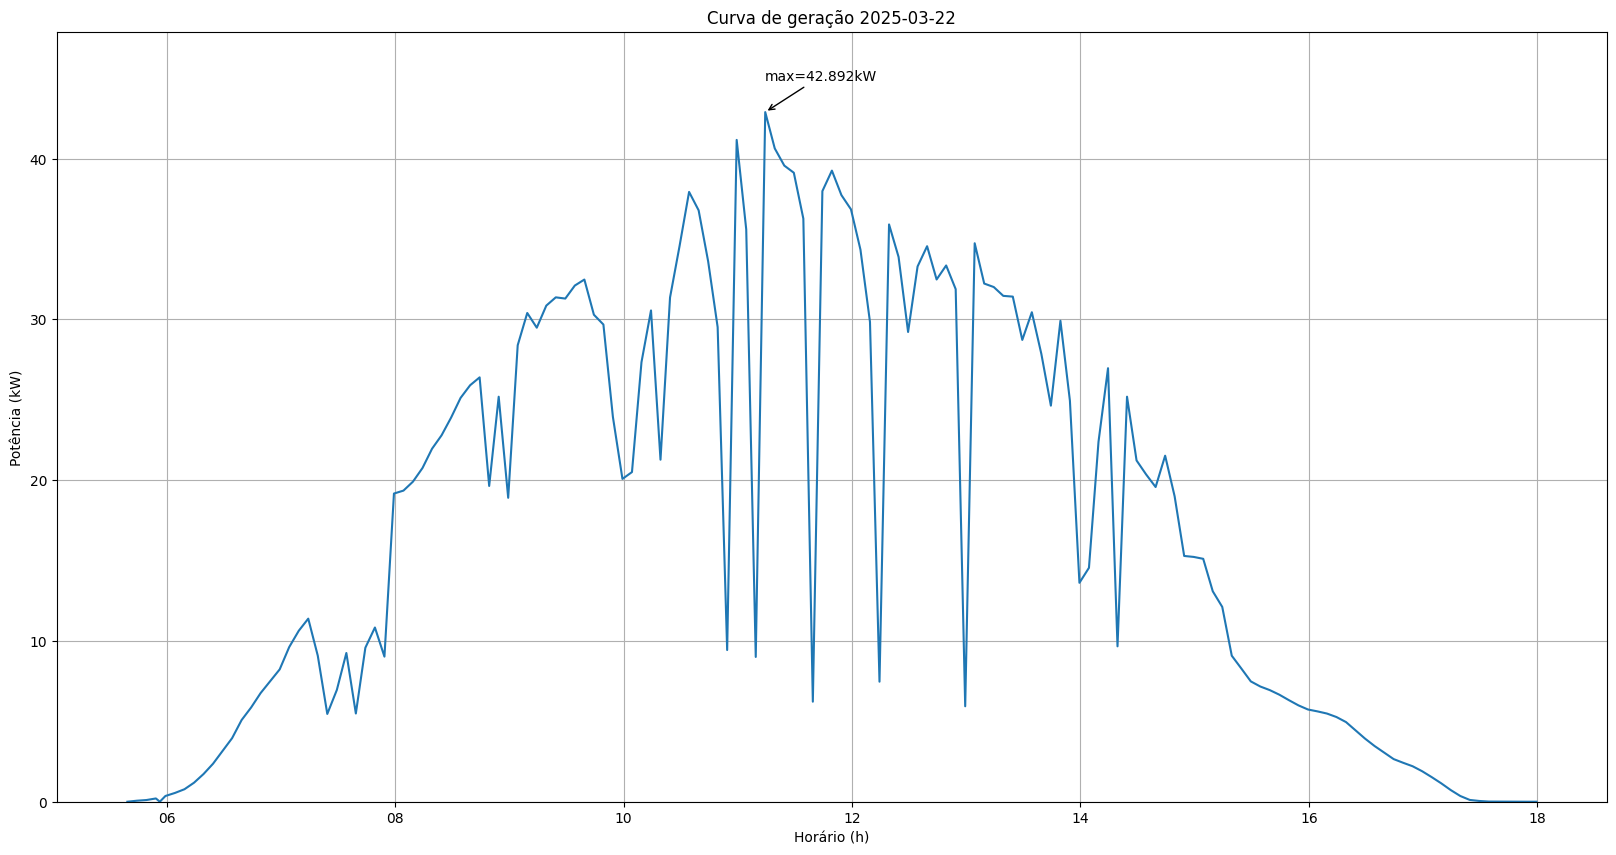 Curva de geração 2025-03-22
max=42.892kW
Potência (kW)
40
30
20
10
0
06 08 10 12 14 16 18
Horário (h)